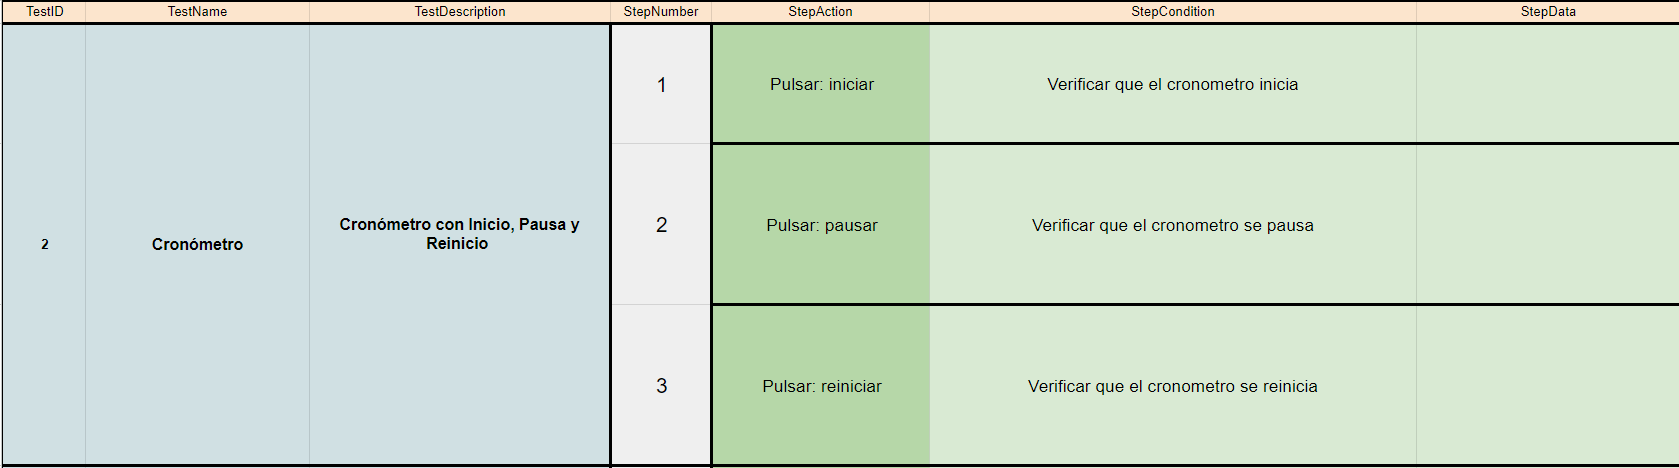 TestID TestName TestDescription StepNumber StepAction StepCondition StepData
1 Pulsar: iniciar Verificar que el cronometro inicia
2 Cronómetro Cronómetro con Inicio, Pausa y
Reinicio
2 Pulsar: pausar Verificar que el cronometro se pausa
3 Pulsar: reiniciar Verificar que el cronometro se reinicia